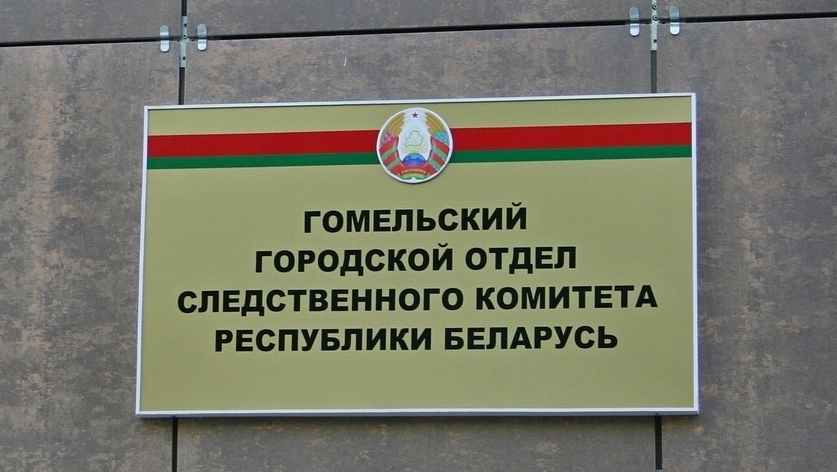 ГОМЕЛЬСКИЙ
ГОРОДСКОЙ ОТДЕЛ
СЛЕДСТВЕННОГО КОМИТЕТА
РЕСПУБЛИКИ БЕЛАРУСЬ